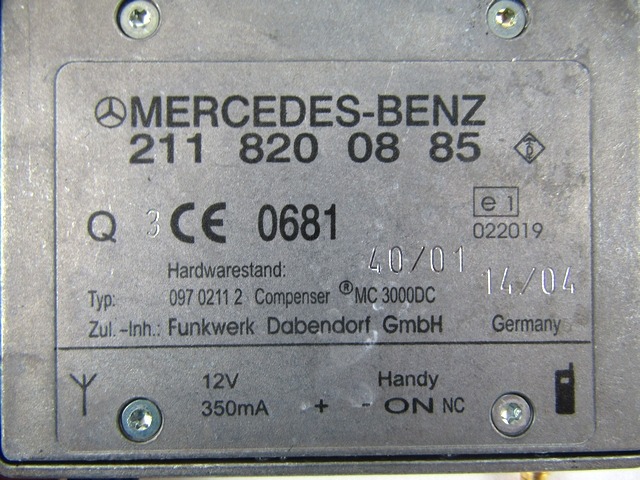 MERCEDES-BENZ
211 820 08 85
Q 3 CE 0681
e1
022019
Hardwarestand: 40/01 14/04
Typ: 097 0211 2 Compenser ® MC 3000DC
Zul.-Inh.: Funkwerk Dabendorf GmbH Germany
12V Handy
350mA + - ON NC